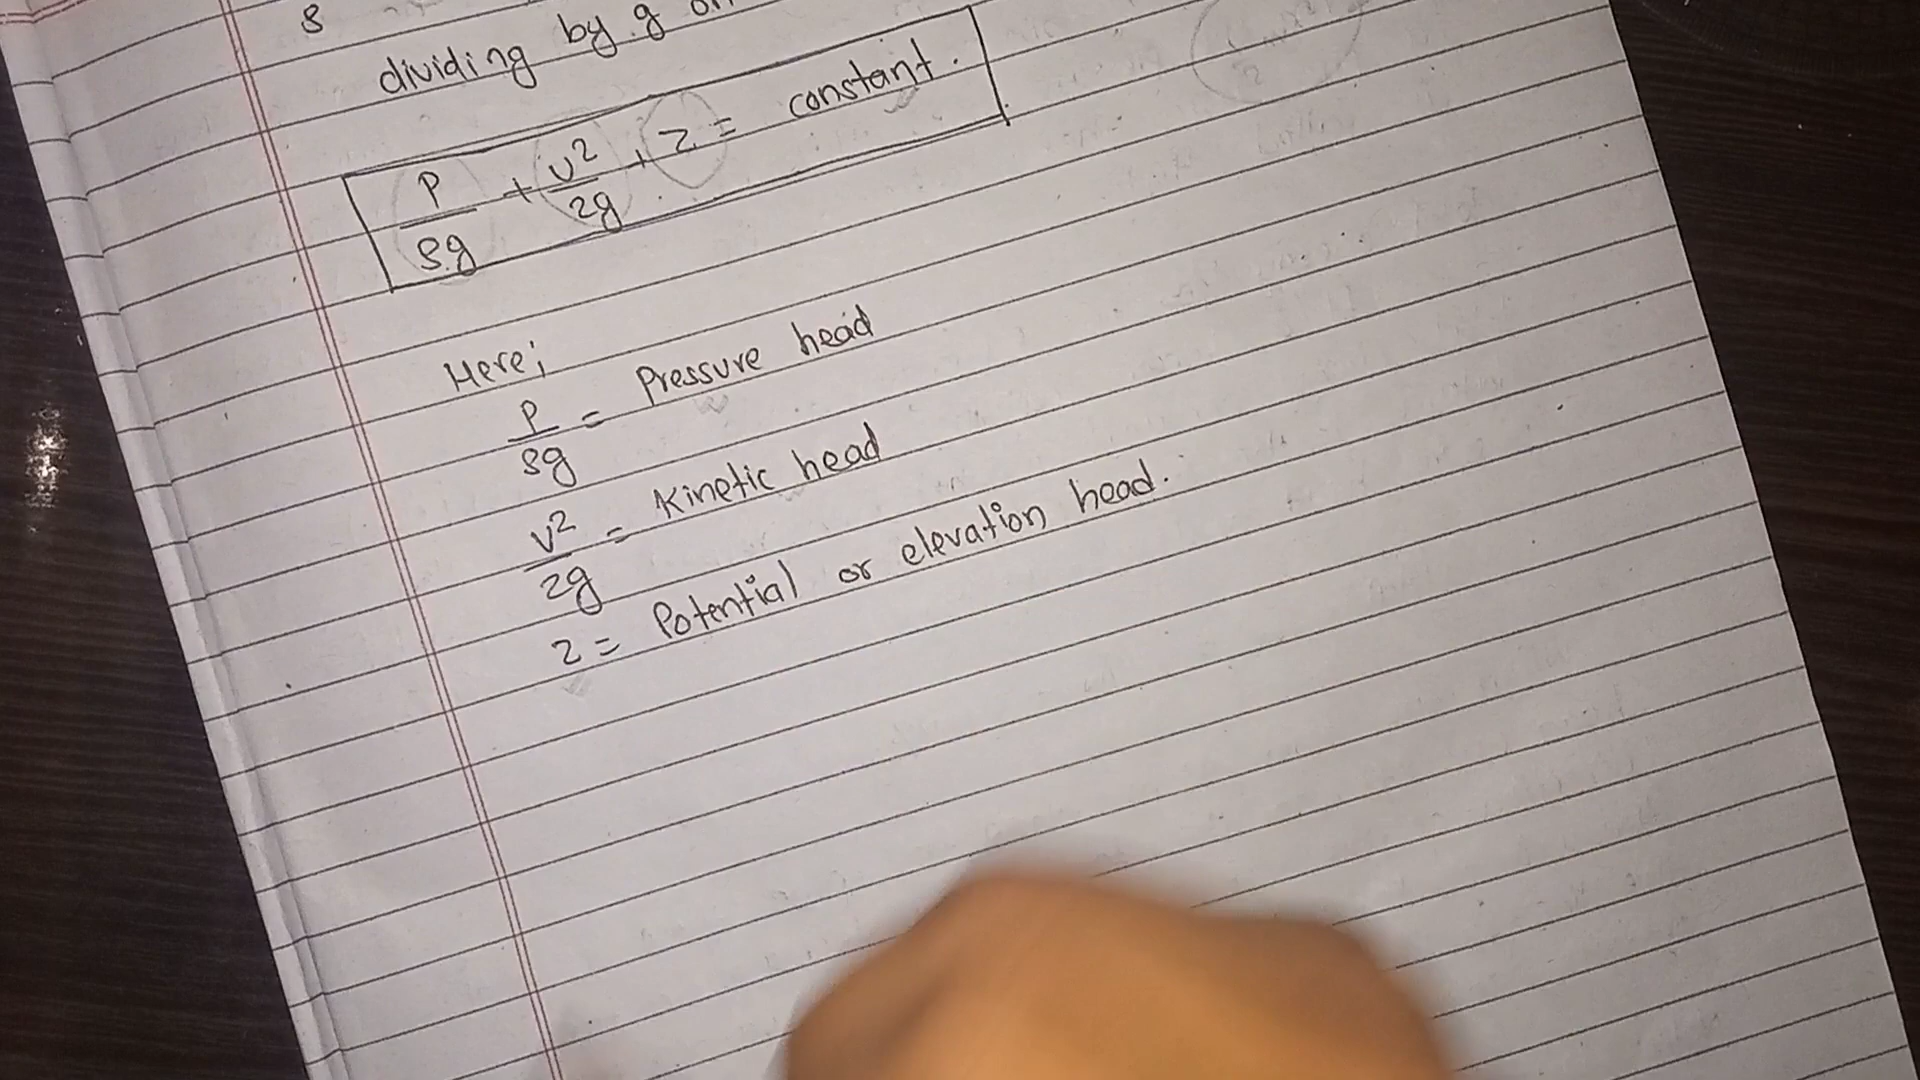 dividing by g
P/ρg + v²/2g + z = constant.
Here;
P/ρg = Pressure head
v²/2g = Kinetic head
z = Potential or elevation head.